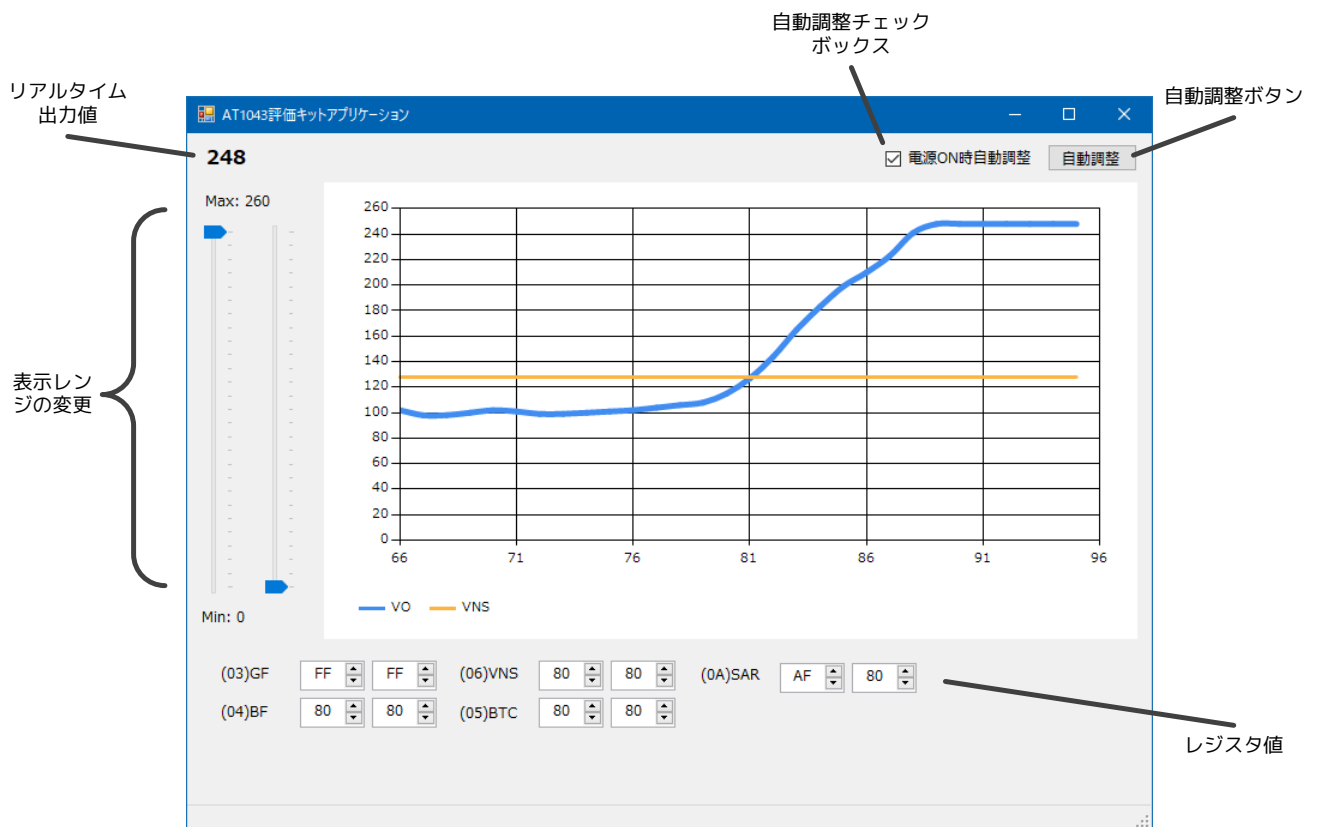 自動調整チェック
ボックス
リアルタイム
出力値
自動調整ボタン
AT1043評価キットアプリケーション
248
電源ON時自動調整
自動調整
Max: 260
260
240
220
200
180
160
140
120
100
80
60
40
20
0
66 71 76 81 86 91 96
表示レン
ジの変更
Min: 0
VO VNS
(03)GF FF FF (06)VNS 80 80 (0A)SAR AF 80
(04)BF 80 80 (05)BTC 80 80
レジスタ値